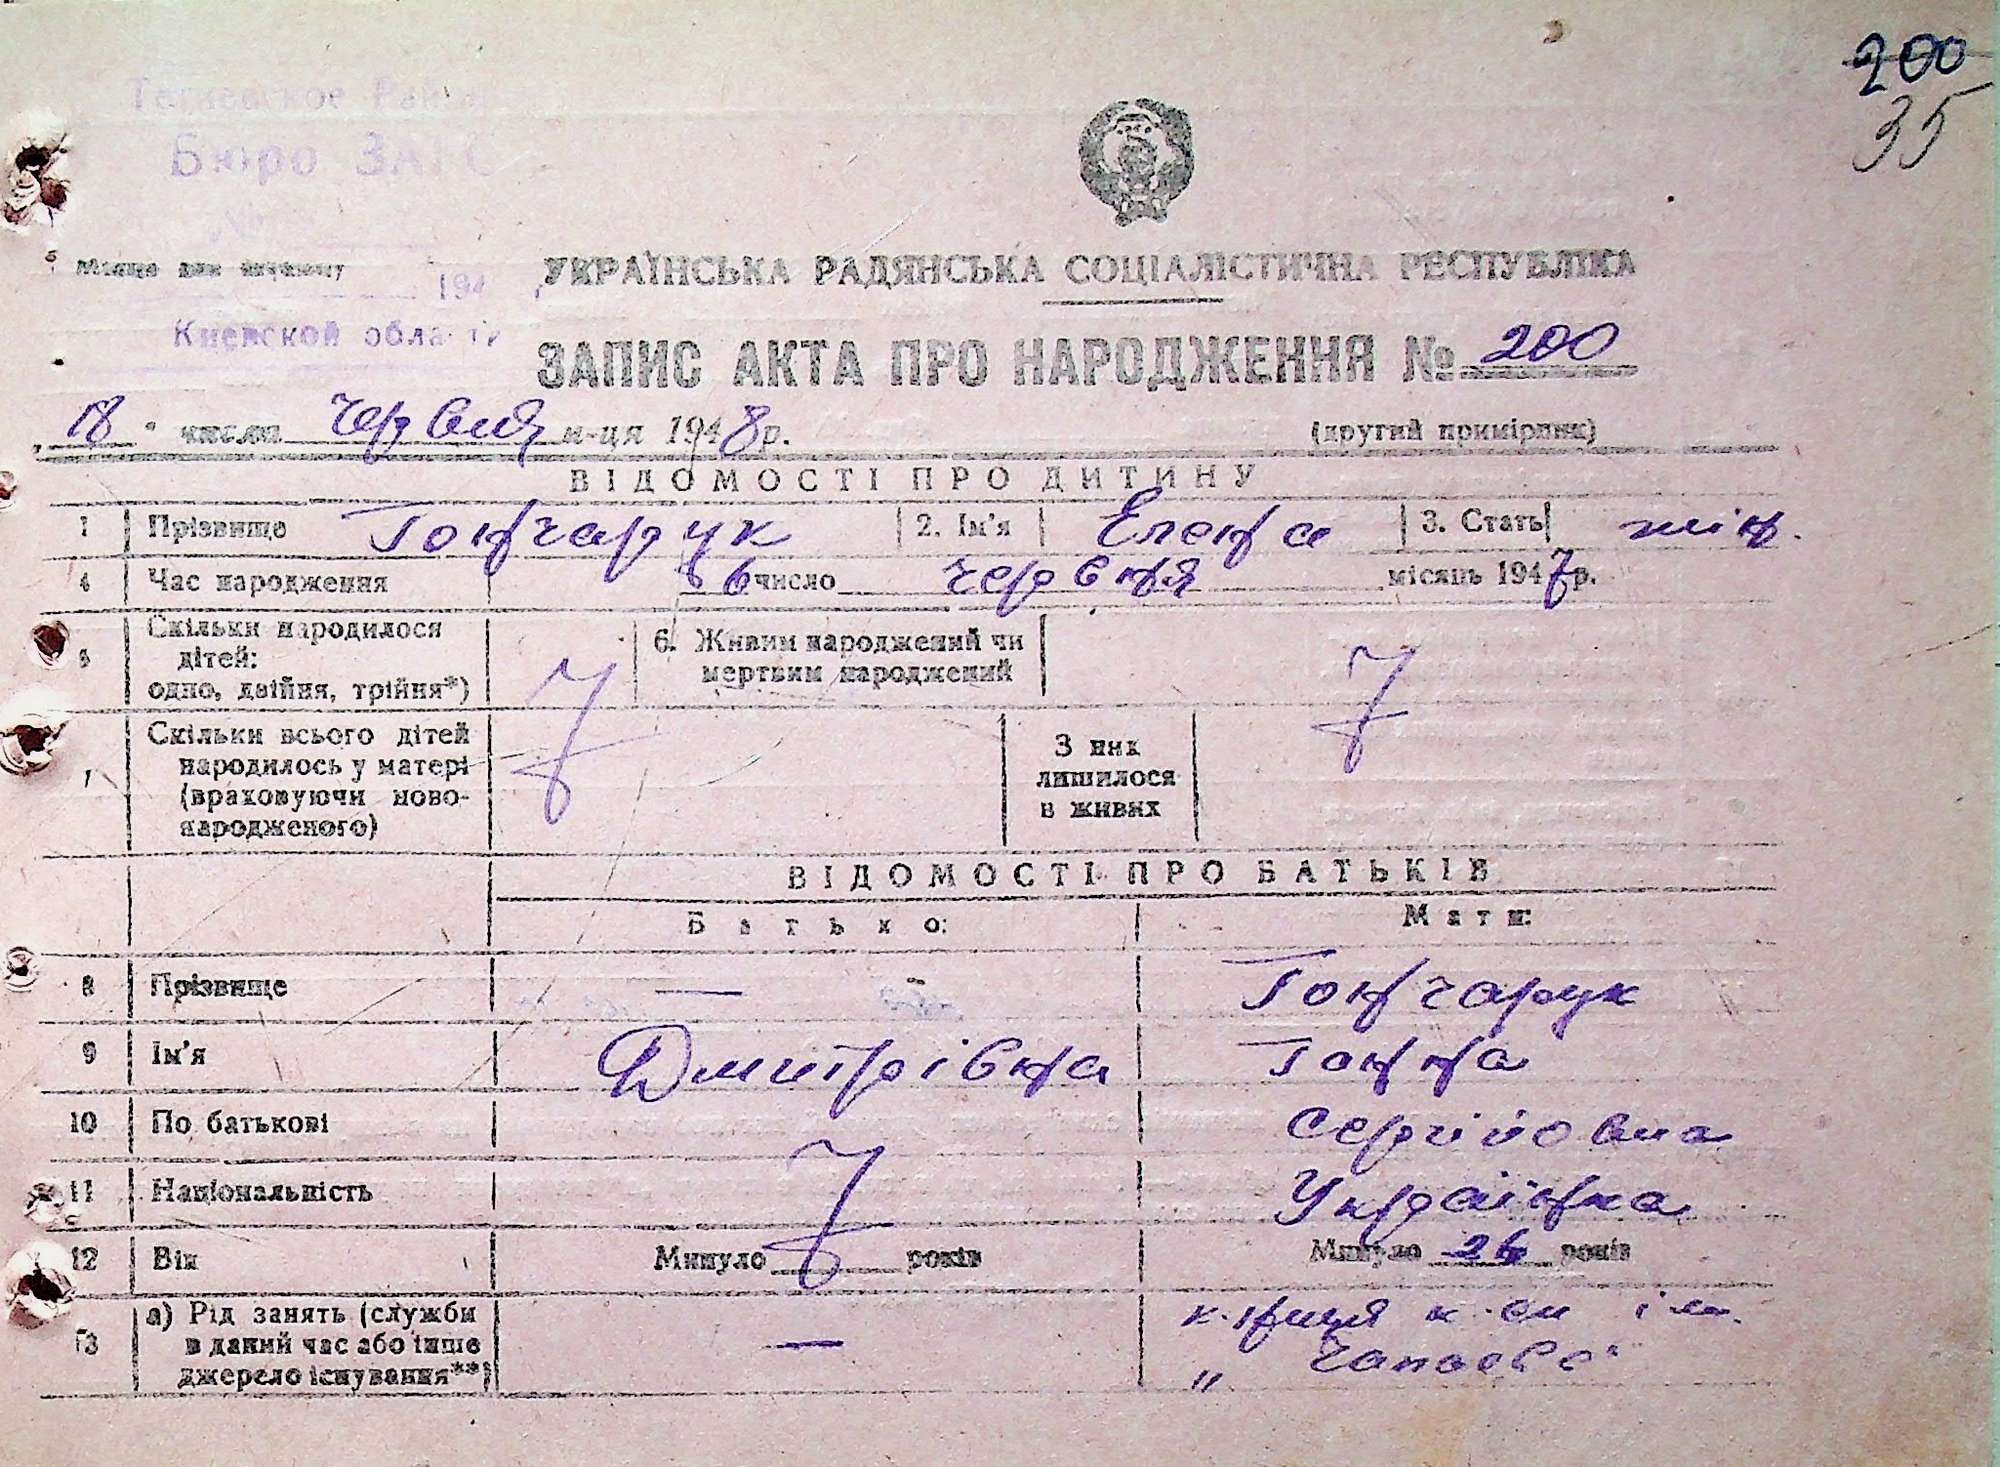 200
35
Бюро ЗАГС
Місце для штампу
194
Киевской области
УКРАЇНСЬКА РАДЯНСЬКА СОЦІАЛІСТИЧНА РЕСПУБЛІКА
ЗАПИС АКТА ПРО НАРОДЖЕННЯ № 200
„18" числа червня м-ця 1948 р. (другий примірник)
ВІДОМОСТІ ПРО ДИТИНУ
1 Прізвище Гончарук 2. Ім'я Елена 3. Стать жін.
4 Час народження 6 число червня місяць 1947 р.
5 Скільки народилося дітей: одно, двійня, трійня*) 6. Живим народжений чи мертвим народжений
7 Скільки всього дітей народилось у матері (враховуючи новонародженого) З них лишилося в живих
ВІДОМОСТІ ПРО БАТЬКІВ
Батько: Мати:
8 Прізвище — Гончарук
9 Ім'я Дмитрівна Ганна
10 По батькові Сергіївна
11 Національність Українка
12 Вік Минуло років Минуло 26 років
13 а) Рід занять (служби в даний час або інше джерело існування**) — к-ниця к-сп ім.
„Чапаєва"